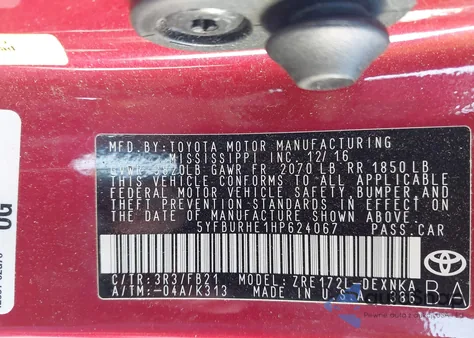 MFD. BY: TOYOTA MOTOR MANUFACTURING
MISSISSIPPI INC. 12/16
GAWR FR. 2070 LB RR 1850 LB
THIS VEHICLE CONFORMS TO ALL APPLICABLE
FEDERAL MOTOR VEHICLE SAFETY, BUMPER AND
THEFT PREVENTION STANDARDS IN EFFECT ON
THE DATE OF MANUFACTURE SHOWN ABOVE.
5YFBURHE1HP624067 PASS.CAR
C/TR:3R3/FB21 MODEL: ZRE172L-DEXNKA
A/TM:-04A/K313 MADE IN U.S.A.
BA
TOYOTA